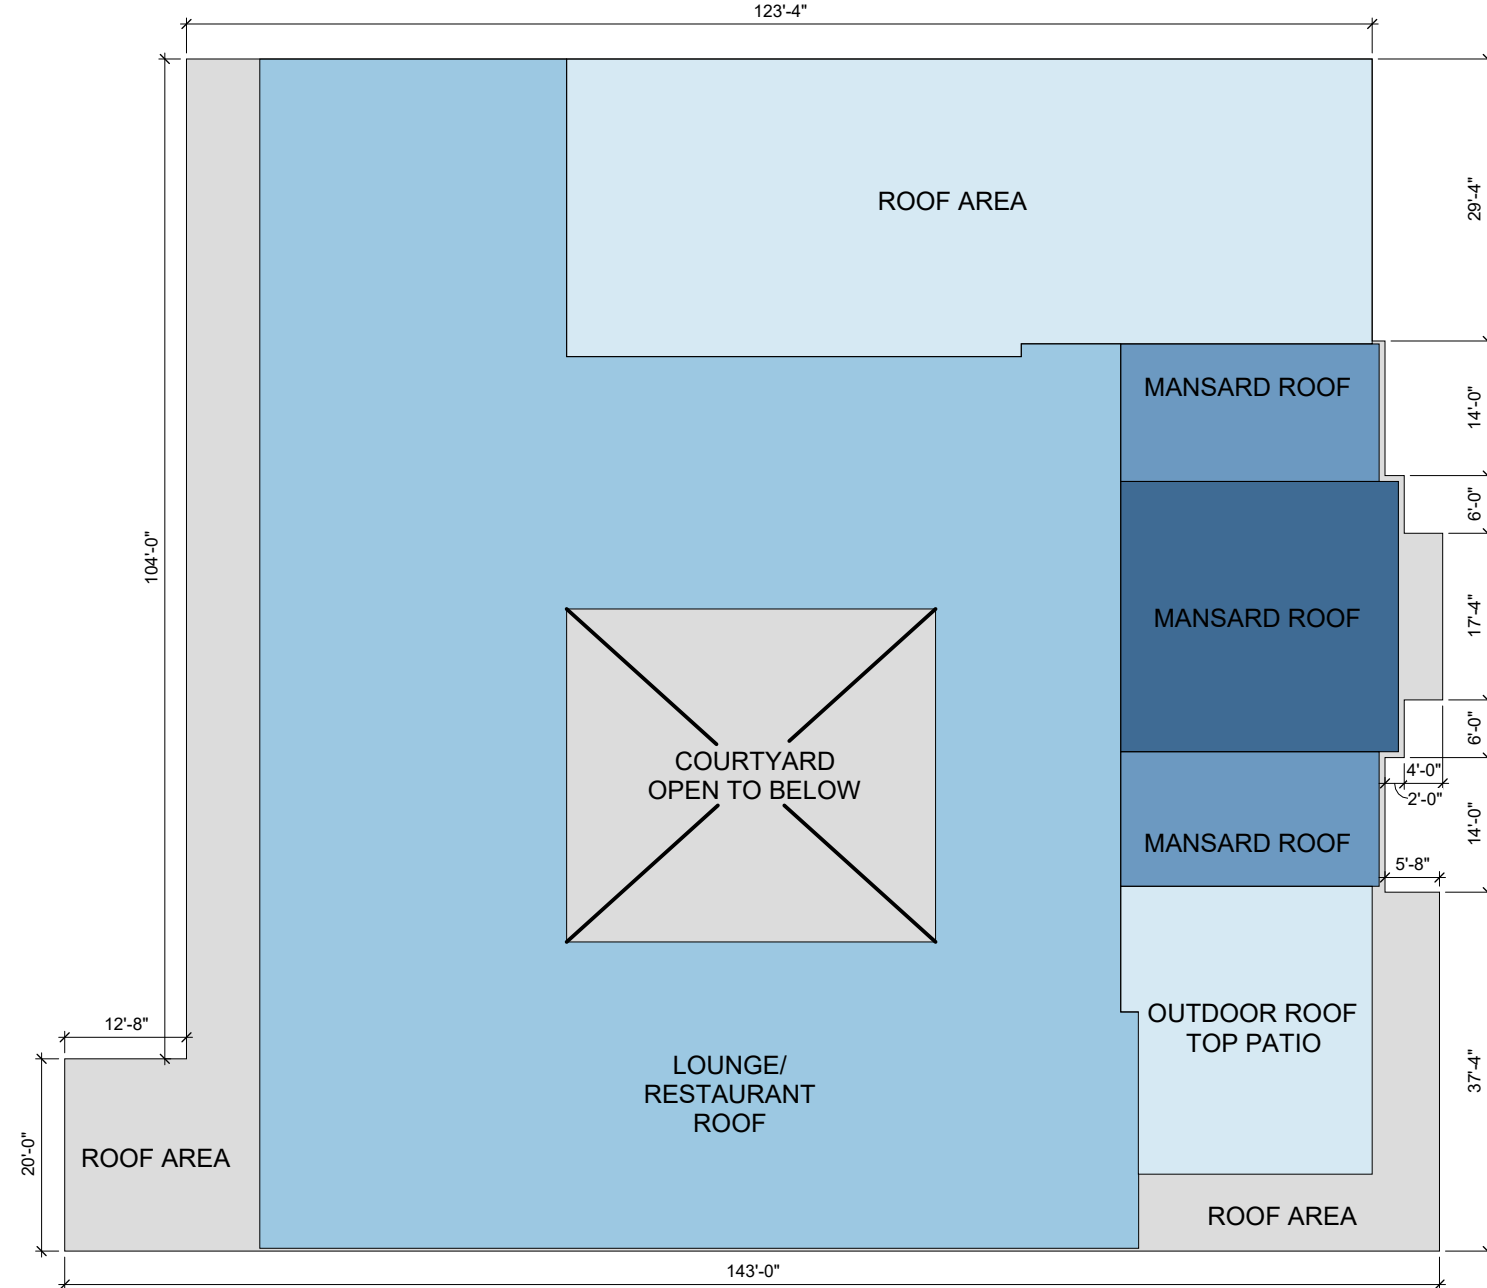 123'-4"
ROOF AREA
29'-4"
MANSARD ROOF
14'-0"
6'-0"
104'-0"
MANSARD ROOF
17'-4"
COURTYARD
OPEN TO BELOW
6'-0"
4'-0"
2'-0"
MANSARD ROOF
14'-0"
5'-8"
12'-8"
OUTDOOR ROOF
TOP PATIO
LOUNGE/
RESTAURANT
ROOF
37'-4"
20'-0"
ROOF AREA
ROOF AREA
143'-0"